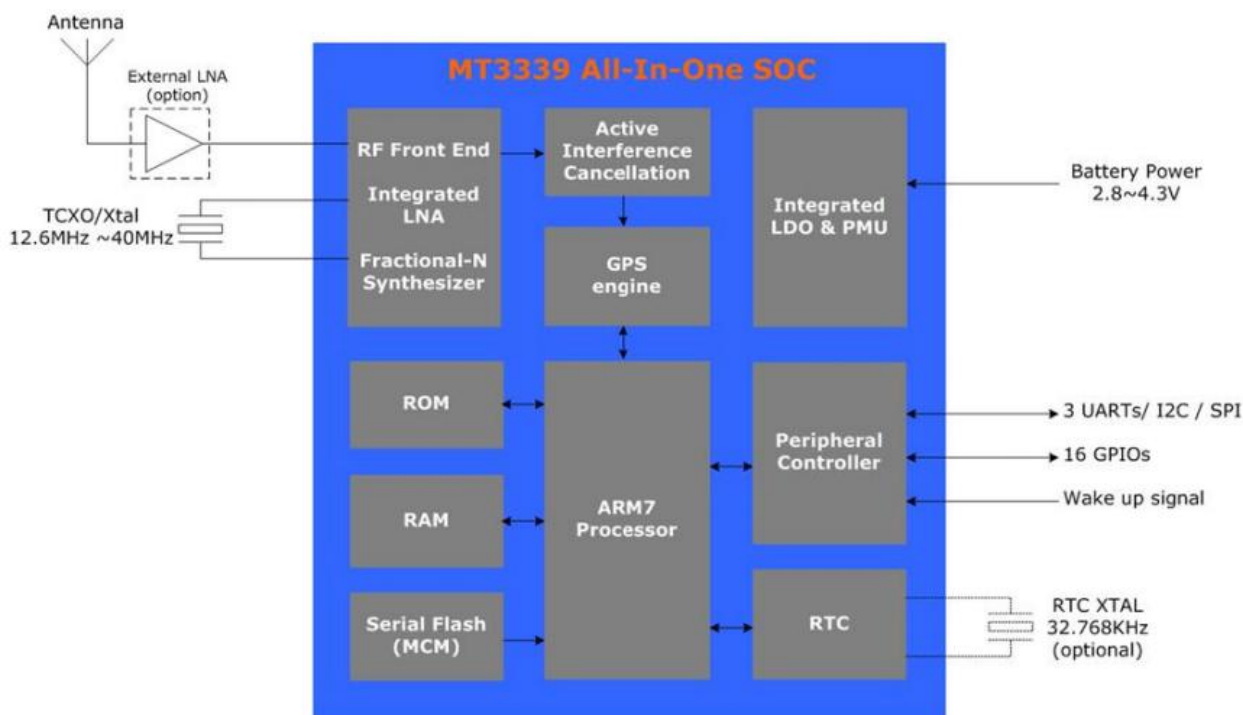 Antenna
External LNA
(option)
TCXO/Xtal
12.6MHz ~40MHz
MT3339 All-In-One SOC
RF Front End
Integrated
LNA
Fractional-N
Synthesizer
Active
Interference
Cancellation
GPS
engine
Integrated
LDO & PMU
Battery Power
2.8~4.3V
ROM
RAM
Serial Flash
(MCM)
ARM7
Processor
Peripheral
Controller
3 UARTs/ I2C / SPI
16 GPIOs
Wake up signal
RTC
RTC XTAL
32.768KHz
(optional)